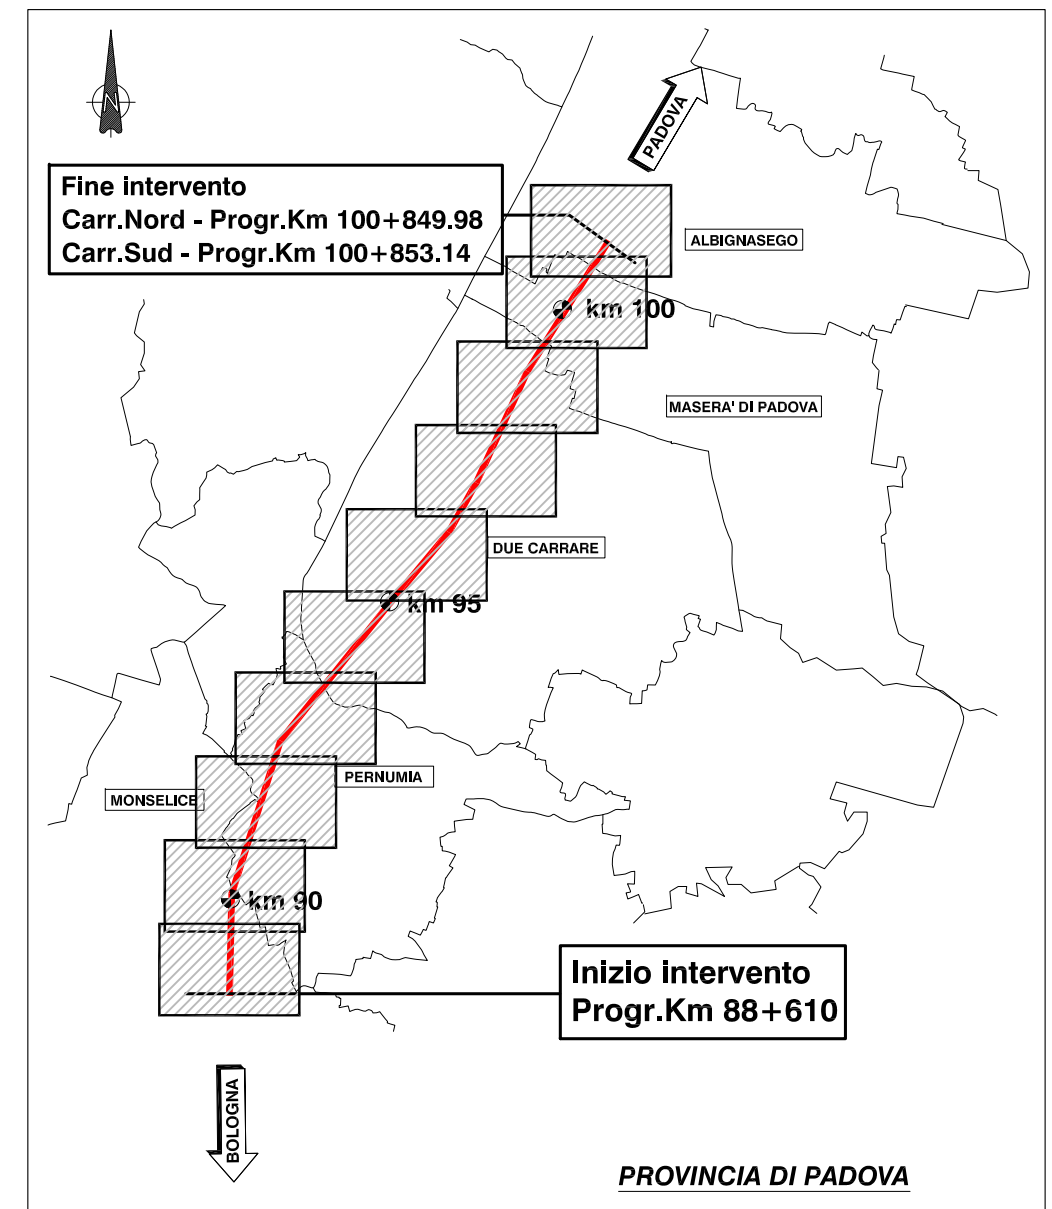 N
PADOVA
Fine intervento
Carr.Nord - Progr.Km 100+849.98
Carr.Sud - Progr.Km 100+853.14
ALBIGNASEGO
km 100
MASERA' DI PADOVA
DUE CARRARE
km 95
PERNUMIA
MONSELICE
km 90
Inizio intervento
Progr.Km 88+610
BOLOGNA
PROVINCIA DI PADOVA